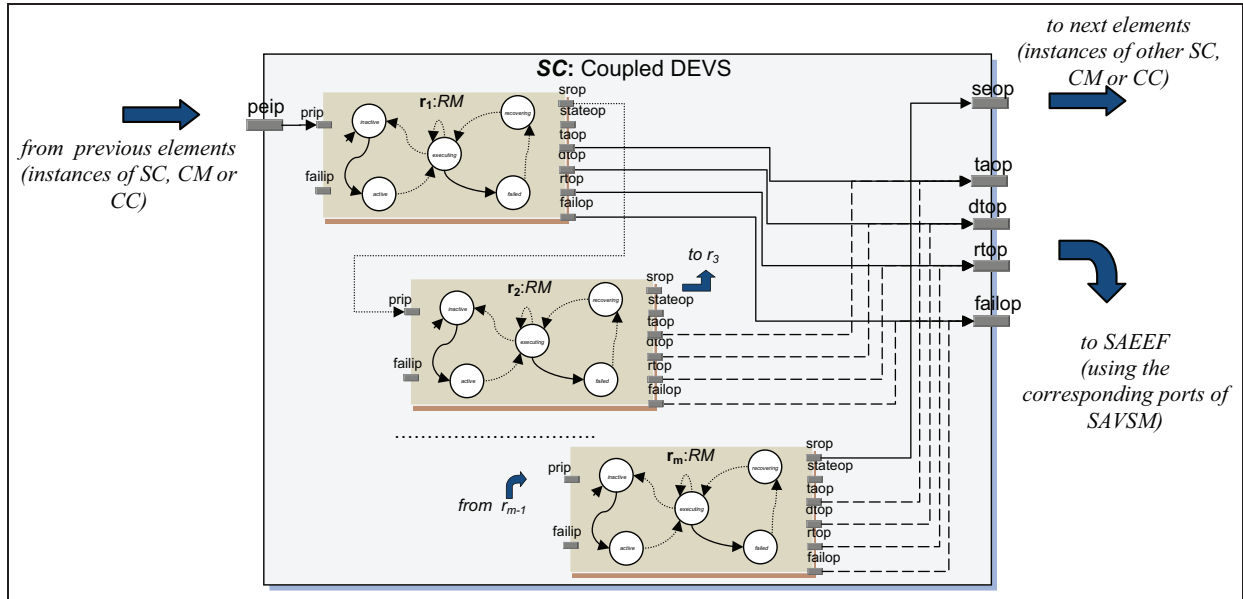 to next elements
(instances of other SC,
CM or CC)
SC: Coupled DEVS
seop
peip
from previous elements
(instances of SC, CM or
CC)
prip
failip
r1:RM
inactive
recovering
executing
active
failed
srop
stateop
taop
dtop
rtop
failop
taop
dtop
rtop
failop
to r3
prip
failip
r2:RM
inactive
recovering
executing
active
failed
srop
stateop
taop
dtop
rtop
failop
to SAEEF
(using the
corresponding ports of
SAVSM)
from rm-1
prip
failip
rm:RM
inactive
recovering
executing
active
failed
srop
stateop
taop
dtop
rtop
failop